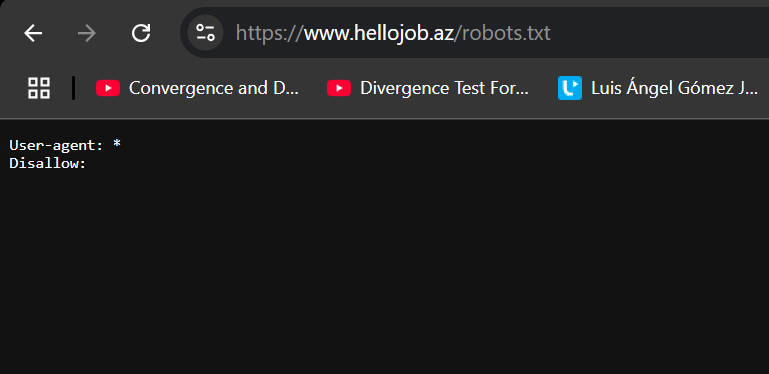 https://www.hellojob.az/robots.txt
Convergence and D...
Divergence Test For...
Luis Ángel Gómez J...
User-agent: *
Disallow: